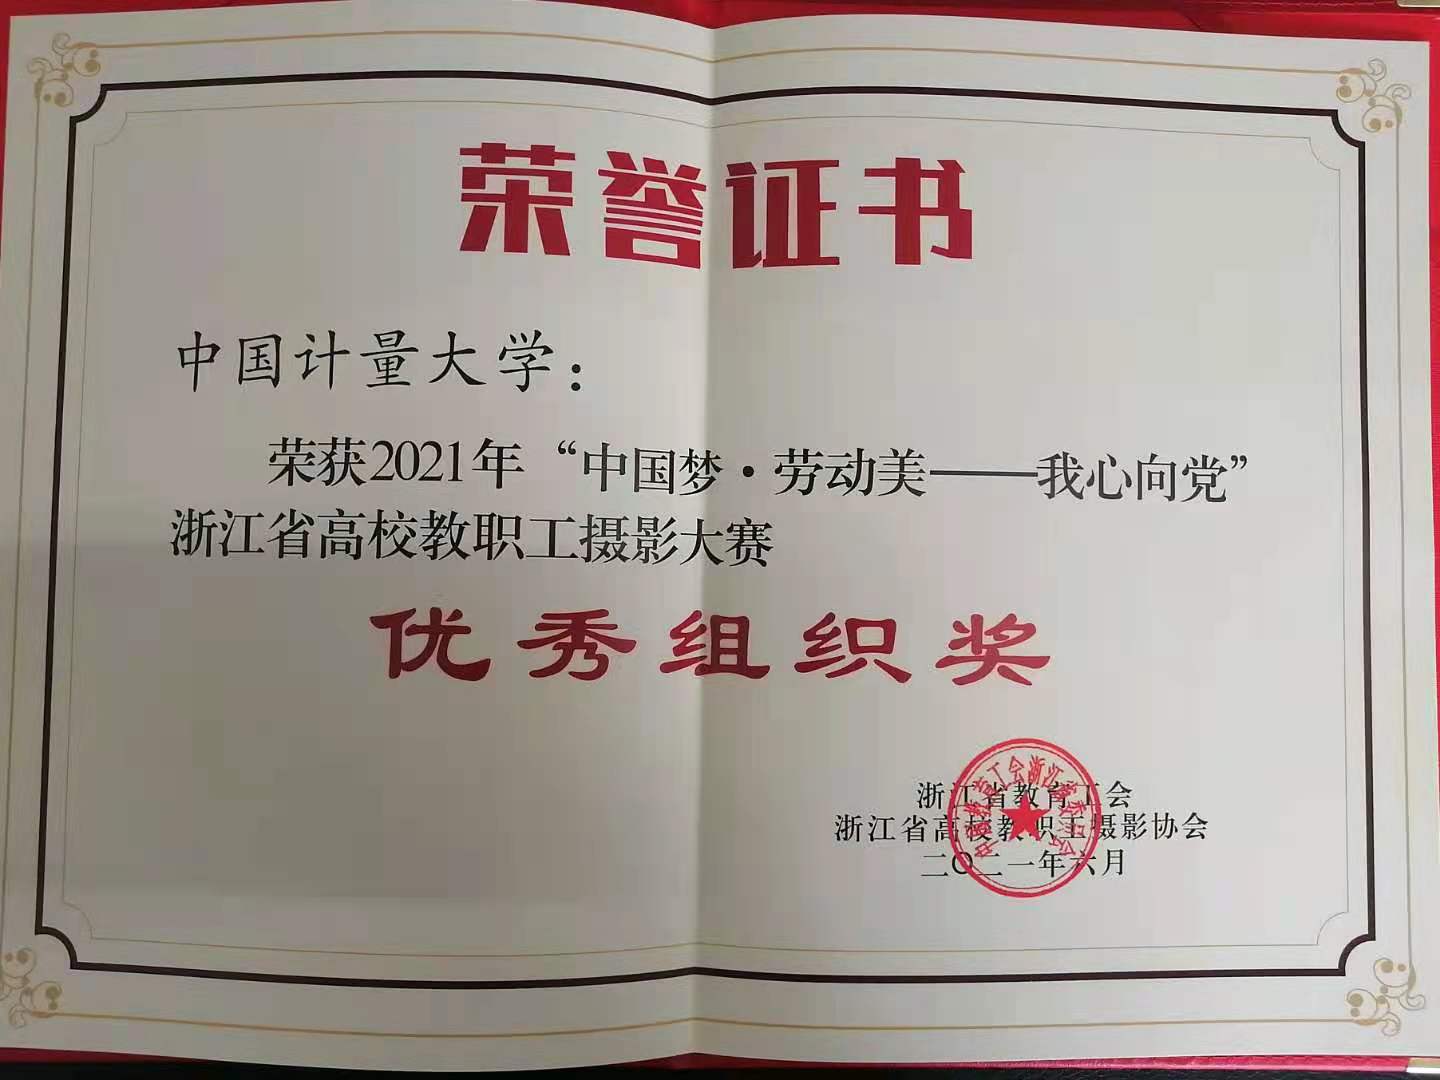 荣誉证书
中国计量大学：
荣获2021年“中国梦·劳动美——我心向党”
浙江省高校教职工摄影大赛
优秀组织奖
浙江省教育工会
浙江省高校教职工摄影协会
二〇二一年六月